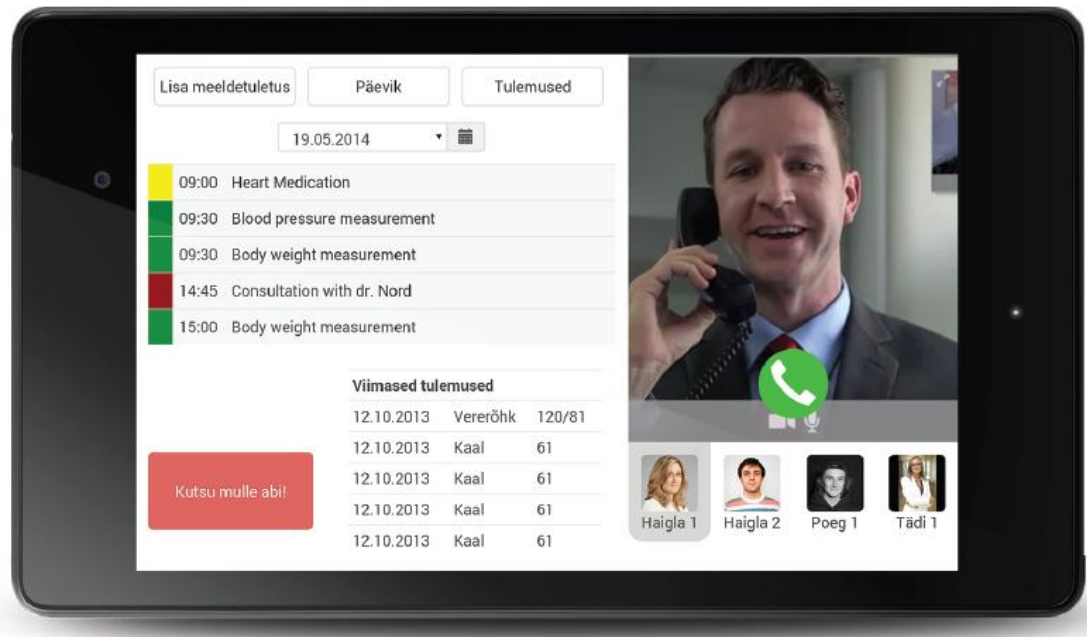 Lisa meeldetuletus
Päevik
Tulemused
19.05.2014
09:00 Heart Medication
09:30 Blood pressure measurement
09:30 Body weight measurement
14:45 Consultation with dr. Nord
15:00 Body weight measurement
Viimased tulemused
12.10.2013 Vererõhk 120/81
12.10.2013 Kaal 61
12.10.2013 Kaal 61
12.10.2013 Kaal 61
12.10.2013 Kaal 61
Kutsu mulle abi!
Haigla 1
Haigla 2
Poeg 1
Tädi 1